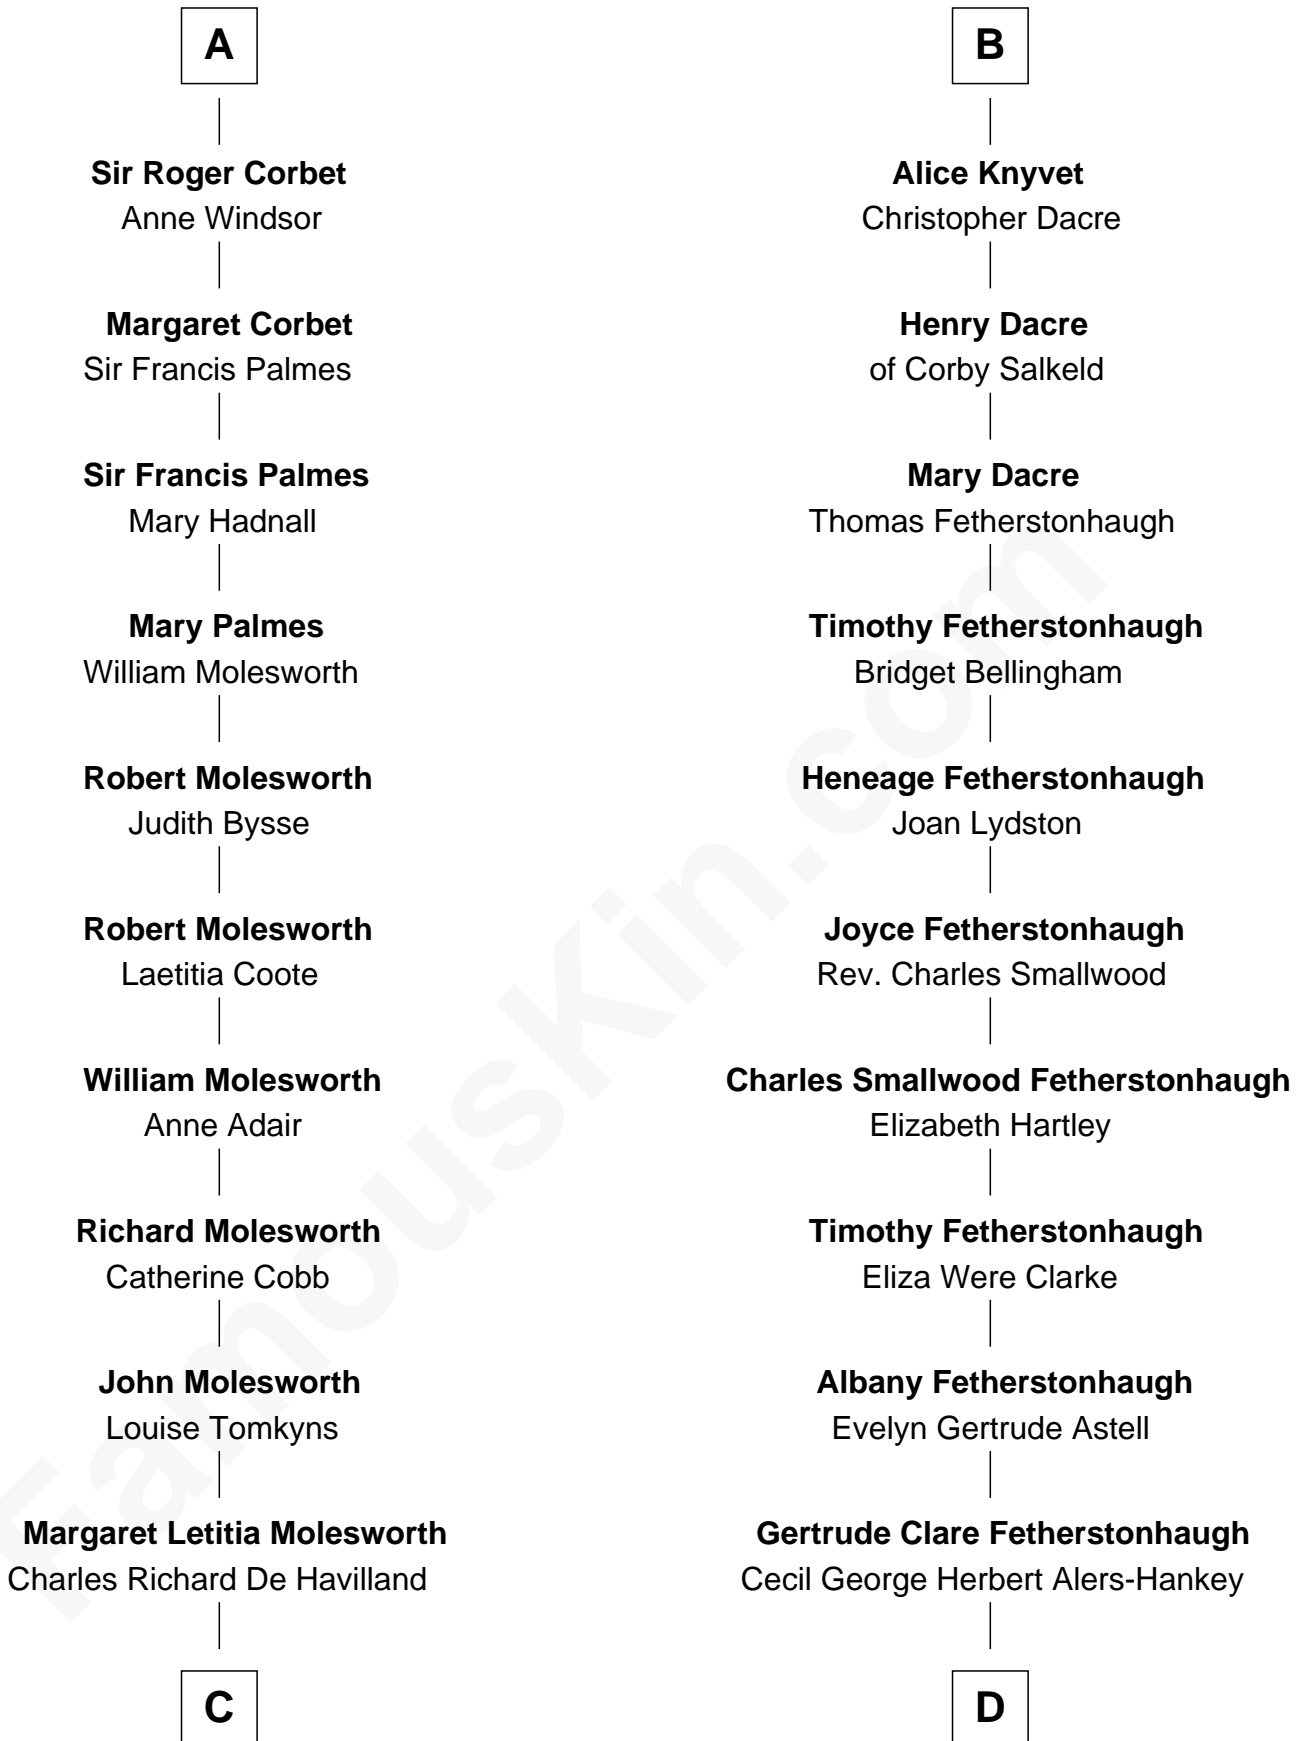 A
Sir Roger Corbet
Anne Windsor
Margaret Corbet
Sir Francis Palmes
Sir Francis Palmes
Mary Hadnall
Mary Palmes
William Molesworth
Robert Molesworth
Judith Bysse
Robert Molesworth
Laetitia Coote
William Molesworth
Anne Adair
Richard Molesworth
Catherine Cobb
John Molesworth
Louise Tomkyns
Margaret Letitia Molesworth
Charles Richard De Havilland
C
B
Alice Knyvet
Christopher Dacre
Henry Dacre
of Corby Salkeld
Mary Dacre
Thomas Fetherstonhaugh
Timothy Fetherstonhaugh
Bridget Bellingham
Heneage Fetherstonhaugh
Joan Lydston
Joyce Fetherstonhaugh
Rev. Charles Smallwood
Charles Smallwood Fetherstonhaugh
Elizabeth Hartley
Timothy Fetherstonhaugh
Eliza Were Clarke
Albany Fetherstonhaugh
Evelyn Gertrude Astell
Gertrude Clare Fetherstonhaugh
Cecil George Herbert Alers-Hankey
D
FamousKin.com